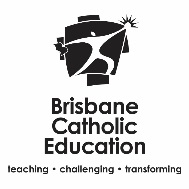 Brisbane
Catholic
Education
teaching • challenging • transforming